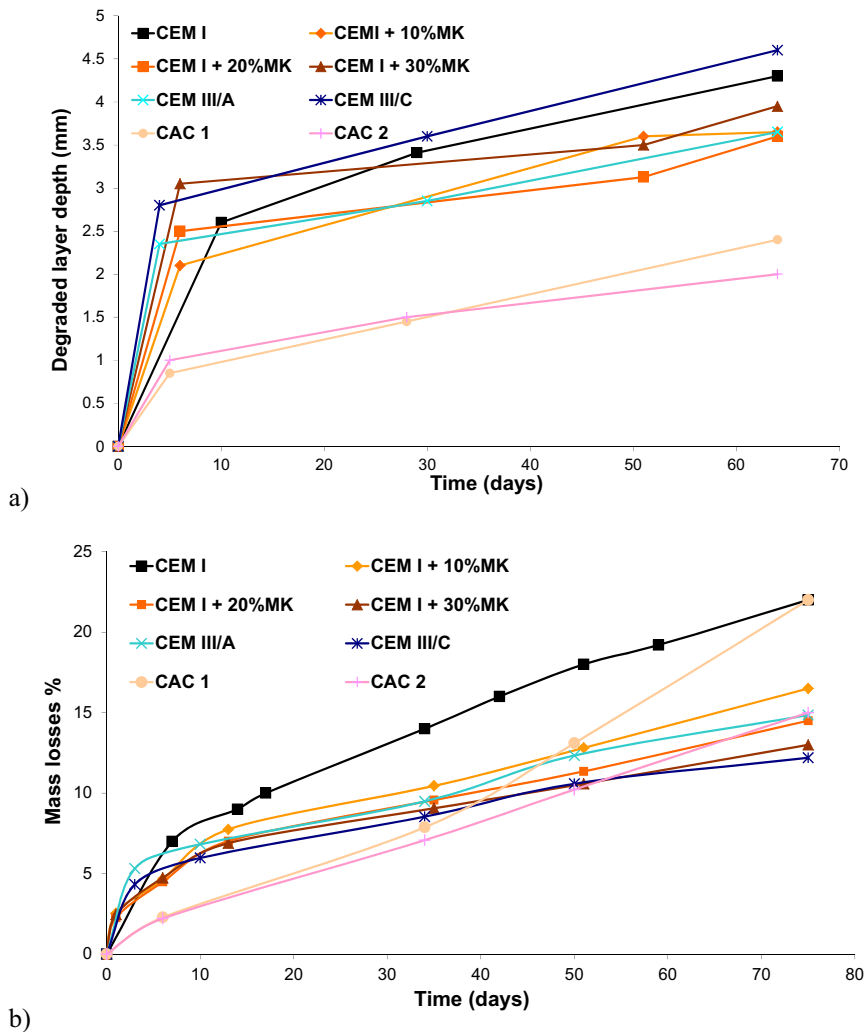 5
4.5
4
3.5
3
2.5
2
1.5
1
0.5
0
CEM I
CEMI + 10%MK
CEM I + 20%MK
CEM I + 30%MK
CEM III/A
CEM III/C
CAC 1
CAC 2
Degraded layer depth (mm)
0 10 20 30 40 50 60 70
Time (days)
a)
25
20
15
10
5
0
CEM I
CEM I + 10%MK
CEM I + 20%MK
CEM I + 30%MK
CEM III/A
CEM III/C
CAC 1
CAC 2
Mass losses %
0 10 20 30 40 50 60 70 80
Time (days)
b)